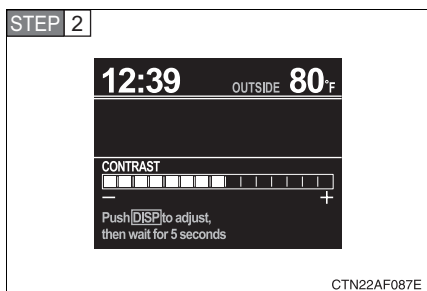 STEP 2
12:39 OUTSIDE 80°F
CONTRAST
− +
Push DISP to adjust,
then wait for 5 seconds
CTN22AF087E